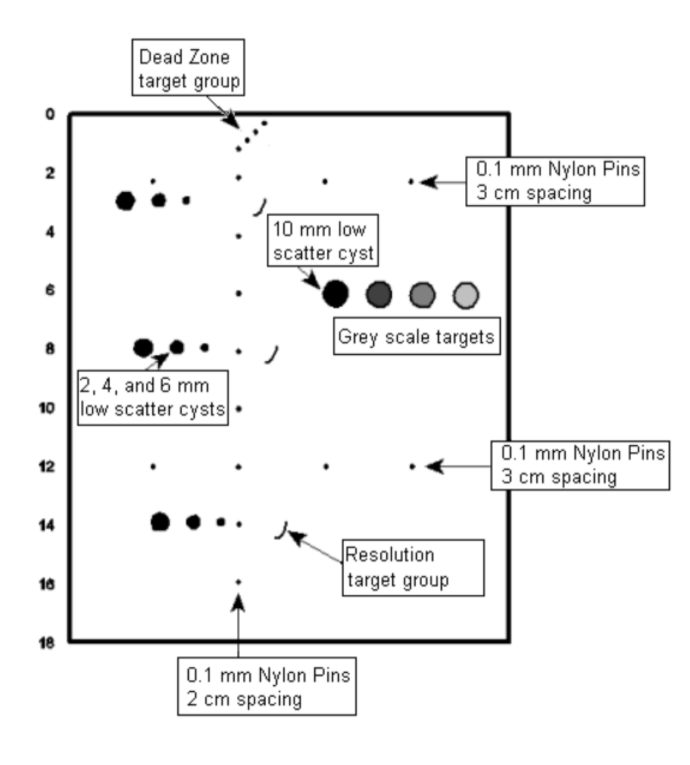 Dead Zone
target group
0
2
0.1 mm Nylon Pins
3 cm spacing
4
10 mm low
scatter cyst
6
Grey scale targets
8
2, 4, and 6 mm
low scatter cysts
10
0.1 mm Nylon Pins
3 cm spacing
12
14
Resolution
target group
16
18
0.1 mm Nylon Pins
2 cm spacing